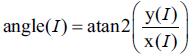 angle(I) = atan2(y(I)/x(I))